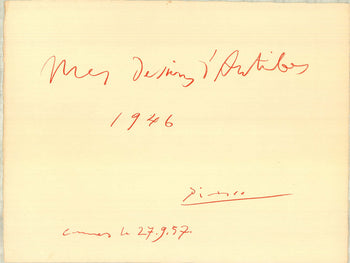 Mes dessins d'Antibes
1946
Picasso
Cannes le 27.9.57.